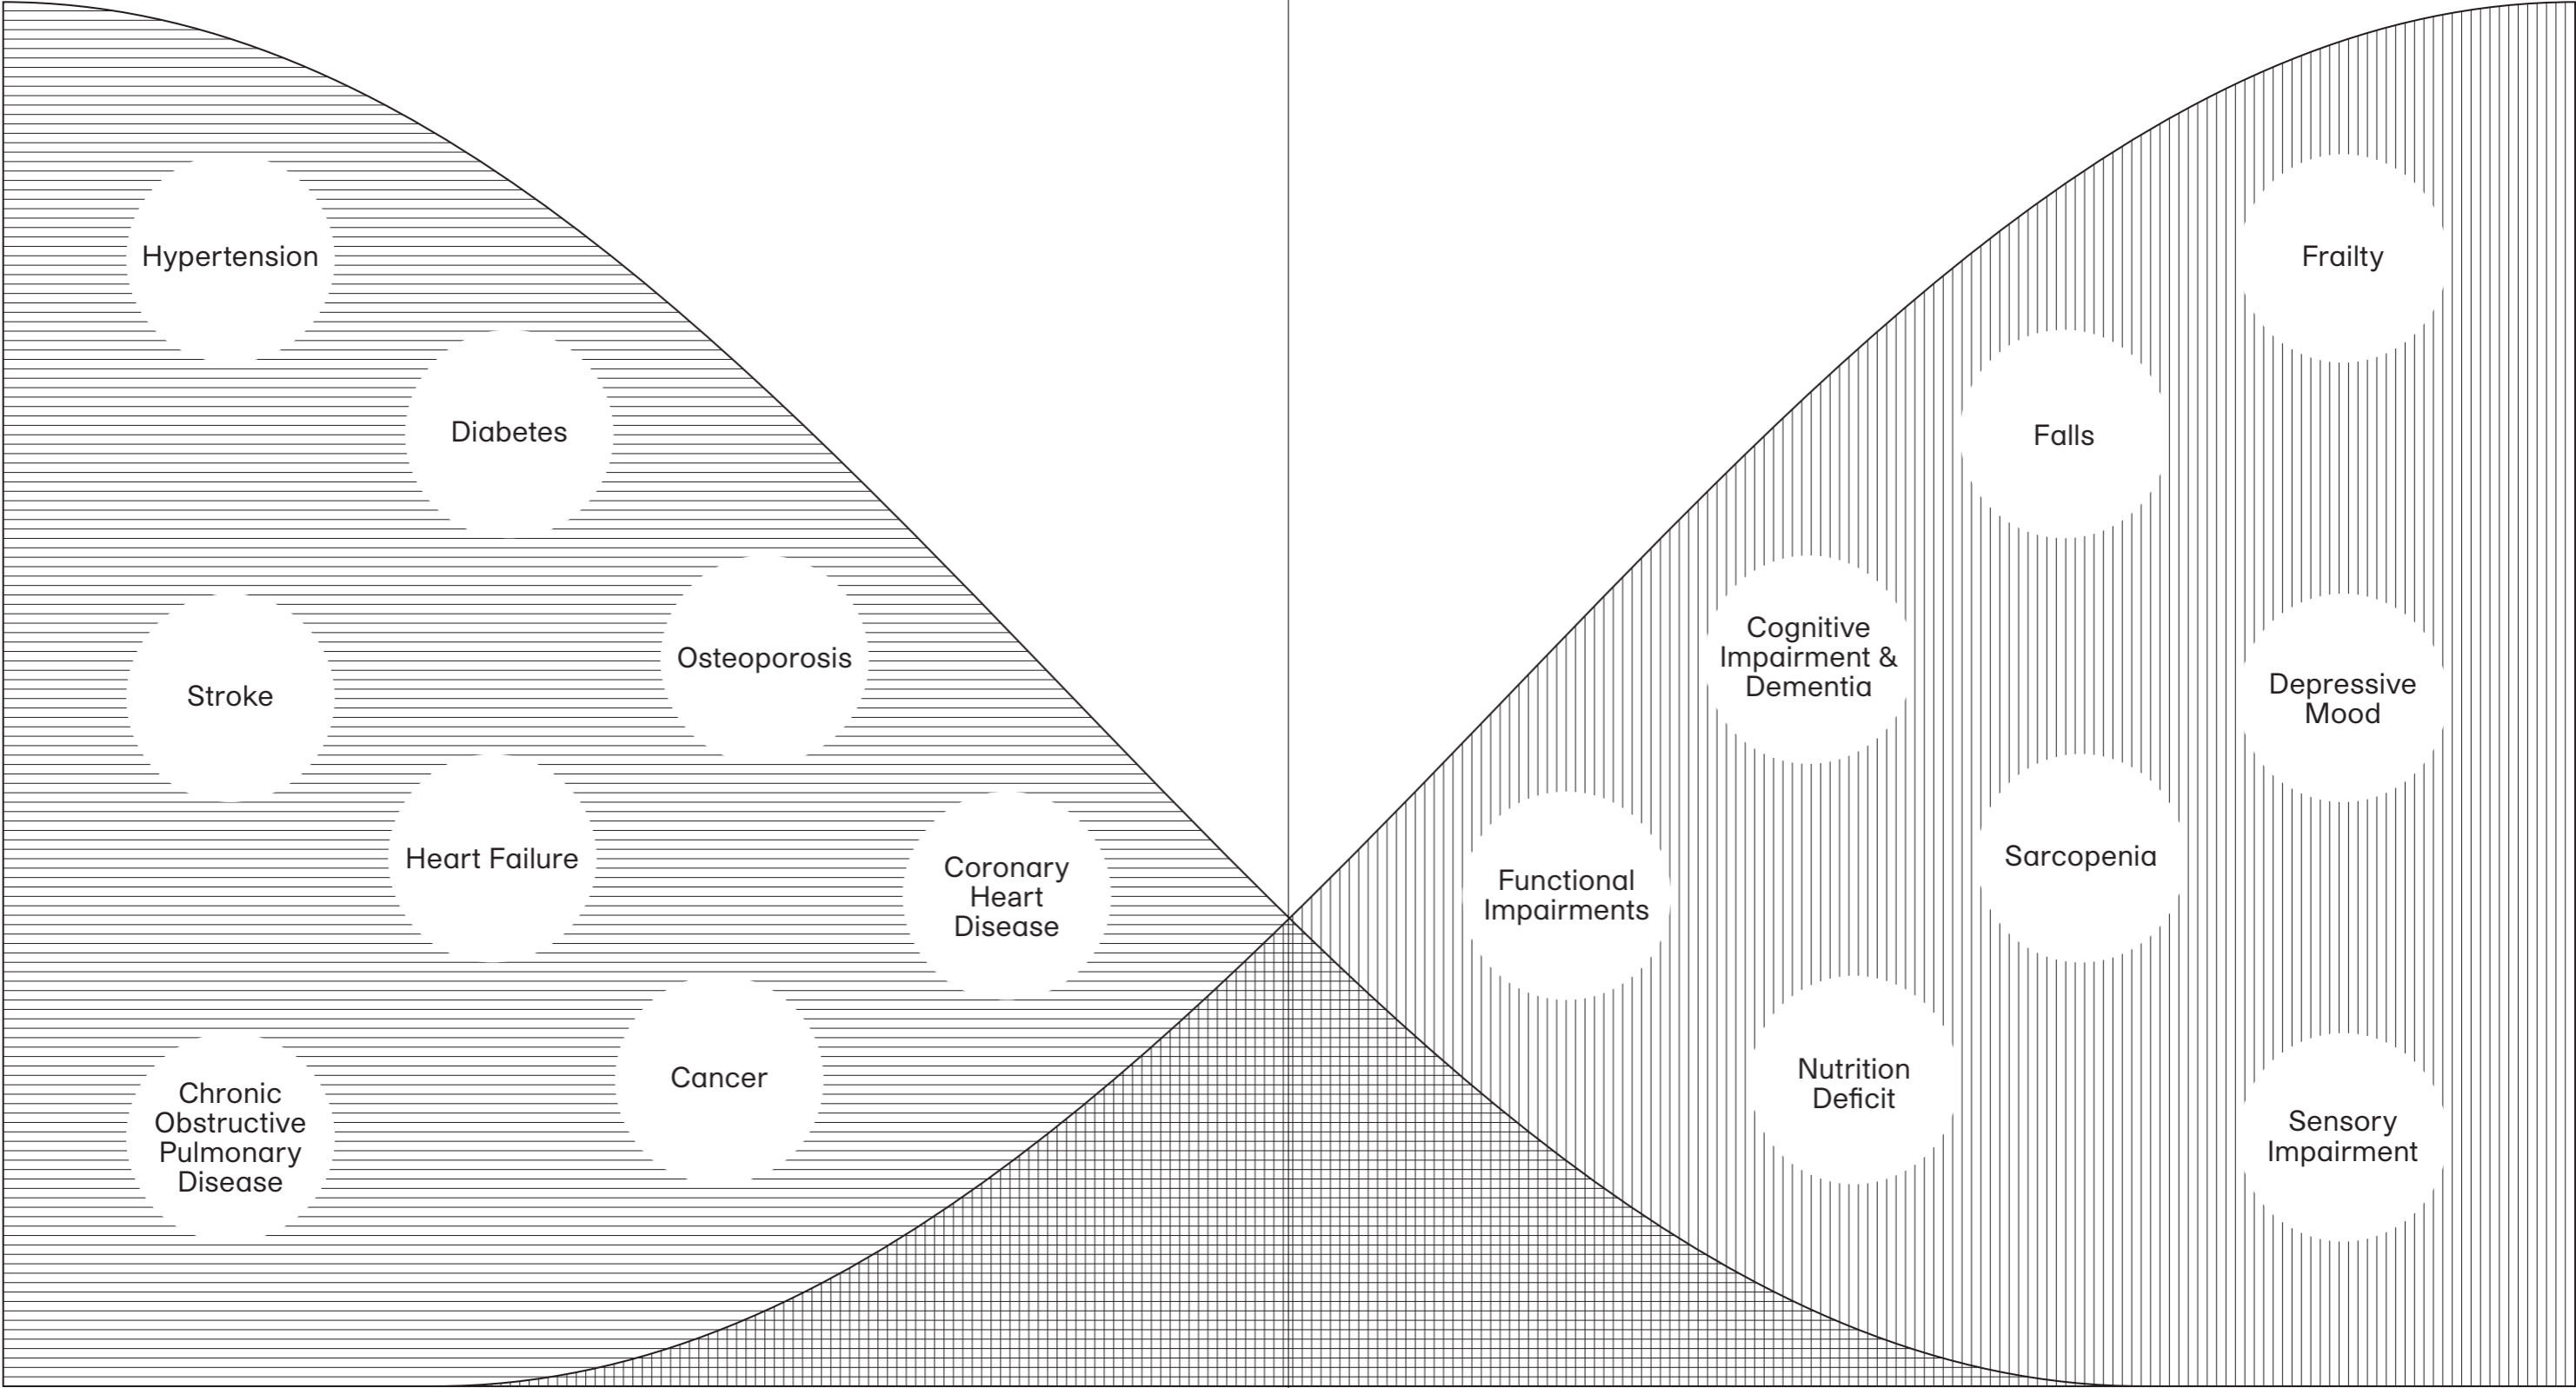 Hypertension
Diabetes
Osteoporosis
Stroke
Heart Failure
Coronary
Heart
Disease
Cancer
Chronic
Obstructive
Pulmonary
Disease
Frailty
Falls
Cognitive
Impairment &
Dementia
Depressive
Mood
Sarcopenia
Functional
Impairments
Nutrition
Deficit
Sensory
Impairment